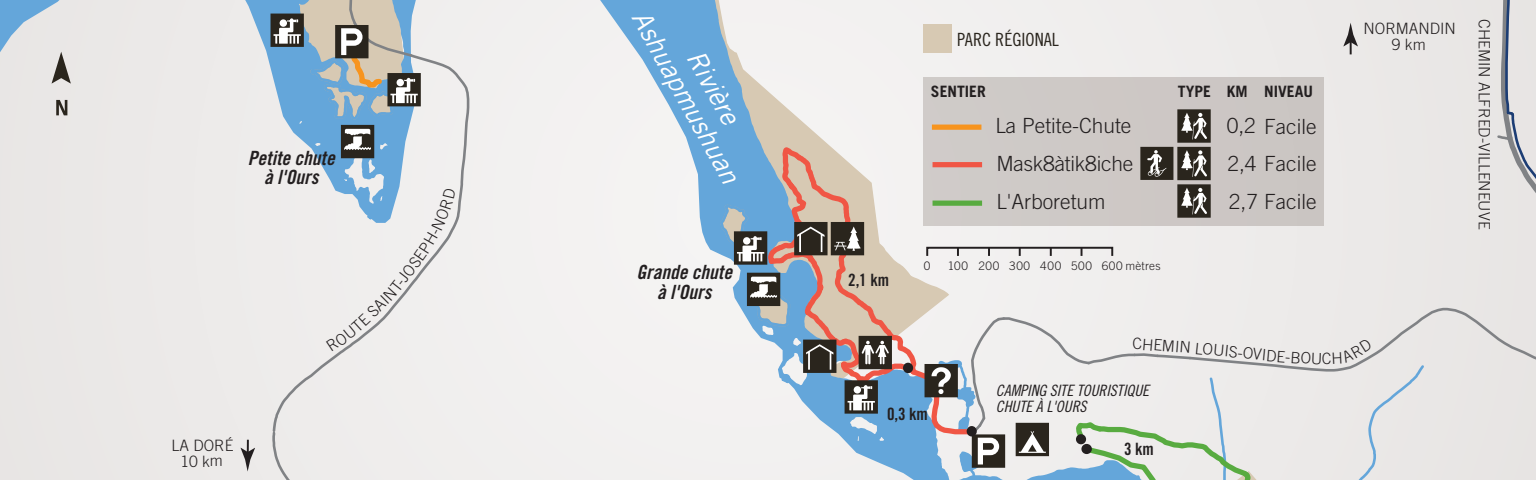 N
P
Petite chute
à l'Ours
ROUTE SAINT-JOSEPH-NORD
LA DORÉ
10 km
Rivière
Ashuapmushuan
Grande chute
à l'Ours
2,1 km
0,3 km
?
P
PARC RÉGIONAL
SENTIER TYPE KM NIVEAU
La Petite-Chute 0,2 Facile
Mask8àtik8iche 2,4 Facile
L'Arboretum 2,7 Facile
0 100 200 300 400 500 600 mètres
NORMANDIN
9 km
CHEMIN ALFRED-VILLENEUVE
CHEMIN LOUIS-OVIDE-BOUCHARD
CAMPING SITE TOURISTIQUE
CHUTE À L'OURS
3 km